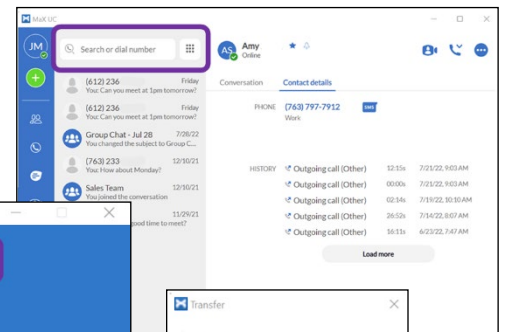 MaX UC
JM
Search or dial number
AS
Amy
Online
Conversation
Contact details
(612) 236
Friday
You: Can you meet at 1pm tomorrow?
(612) 236
Friday
You: Can you meet at 1pm tomorrow?
Group Chat - Jul 28
7/28/22
You changed the subject to Group C...
(763) 233
12/10/21
You: How about Monday?
Sales Team
12/10/21
You joined the conversation
11/29/21
good time to meet?
PHONE
(763) 797-7912
SMS
Work
HISTORY
Outgoing call (Other) 12:15s 7/21/22, 9:03 AM
Outgoing call (Other) 00:00s 7/21/22, 9:03 AM
Outgoing call (Other) 02:14s 7/19/22, 10:10 AM
Outgoing call (Other) 26:52s 7/14/22, 8:07 AM
Outgoing call (Other) 16:11s 6/23/22, 7:47 AM
Load more
Transfer